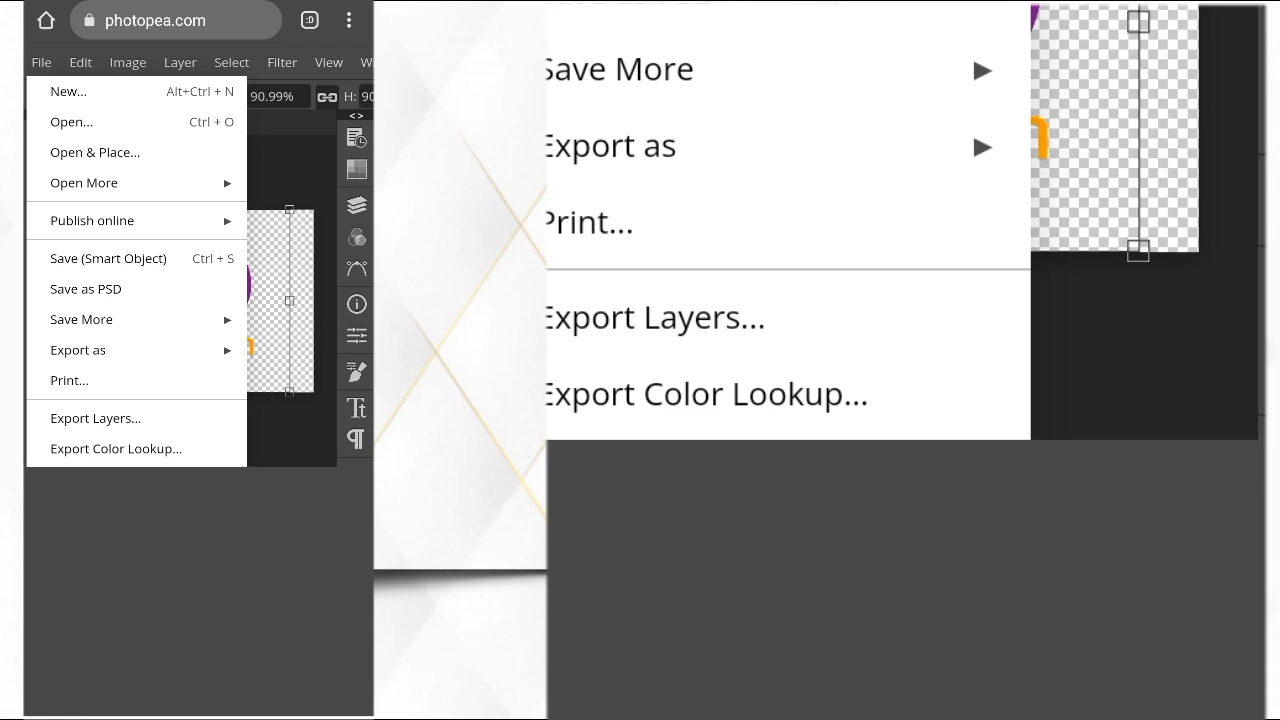 photopea.com
:D
File Edit Image Layer Select Filter View
90.99% H: 90
New... Alt+Ctrl + N
Open... Ctrl + O
Open & Place...
Open More
Publish online
Save (Smart Object) Ctrl + S
Save as PSD
Save More
Export as
Print...
Export Layers...
Export Color Lookup...
< >
Tt
Save More
Export as
Print...
Export Layers...
Export Color Lookup...